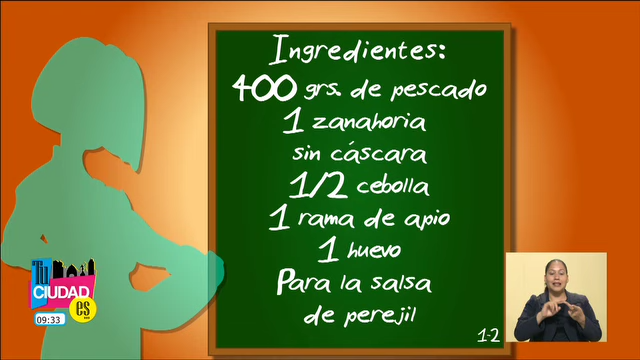 Ingredientes:
400 grs. de pescado
1 zanahoria
sin cáscara
1/2 cebolla
1 rama de apio
1 huevo
Para la salsa
de perejil
1-2
Tu
CIUDAD
es...
09:33